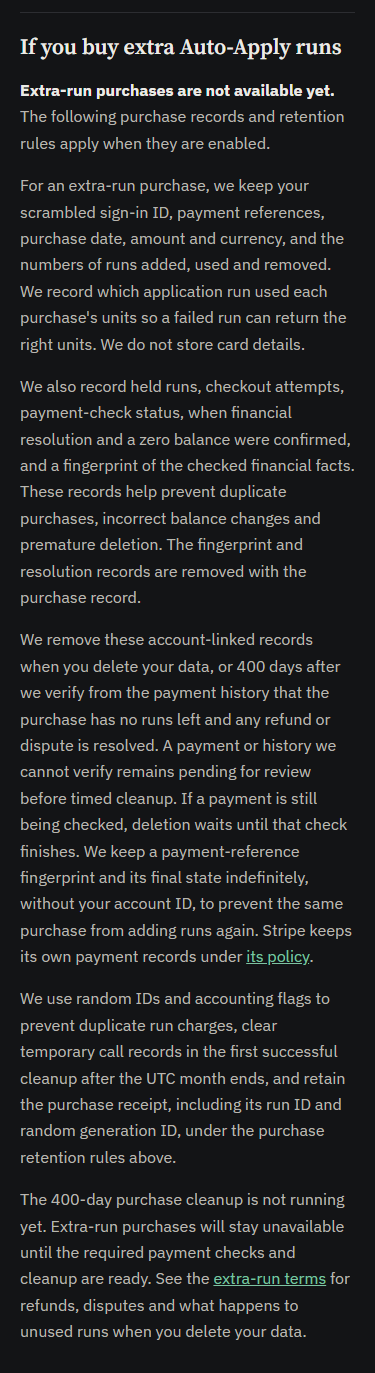 If you buy extra Auto-Apply runs
Extra-run purchases are not available yet.
The following purchase records and retention
rules apply when they are enabled.
For an extra-run purchase, we keep your
scrambled sign-in ID, payment references,
purchase date, amount and currency, and the
numbers of runs added, used and removed.
We record which application run used each
purchase's units so a failed run can return the
right units. We do not store card details.
We also record held runs, checkout attempts,
payment-check status, when financial
resolution and a zero balance were confirmed,
and a fingerprint of the checked financial facts.
These records help prevent duplicate
purchases, incorrect balance changes and
premature deletion. The fingerprint and
resolution records are removed with the
purchase record.
We remove these account-linked records
when you delete your data, or 400 days after
we verify from the payment history that the
purchase has no runs left and any refund or
dispute is resolved. A payment or history we
cannot verify remains pending for review
before timed cleanup. If a payment is still
being checked, deletion waits until that check
finishes. We keep a payment-reference
fingerprint and its final state indefinitely,
without your account ID, to prevent the same
purchase from adding runs again. Stripe keeps
its own payment records under its policy.
We use random IDs and accounting flags to
prevent duplicate run charges, clear
temporary call records in the first successful
cleanup after the UTC month ends, and retain
the purchase receipt, including its run ID and
random generation ID, under the purchase
retention rules above.
The 400-day purchase cleanup is not running
yet. Extra-run purchases will stay unavailable
until the required payment checks and
cleanup are ready. See the extra-run terms for
refunds, disputes and what happens to
unused runs when you delete your data.